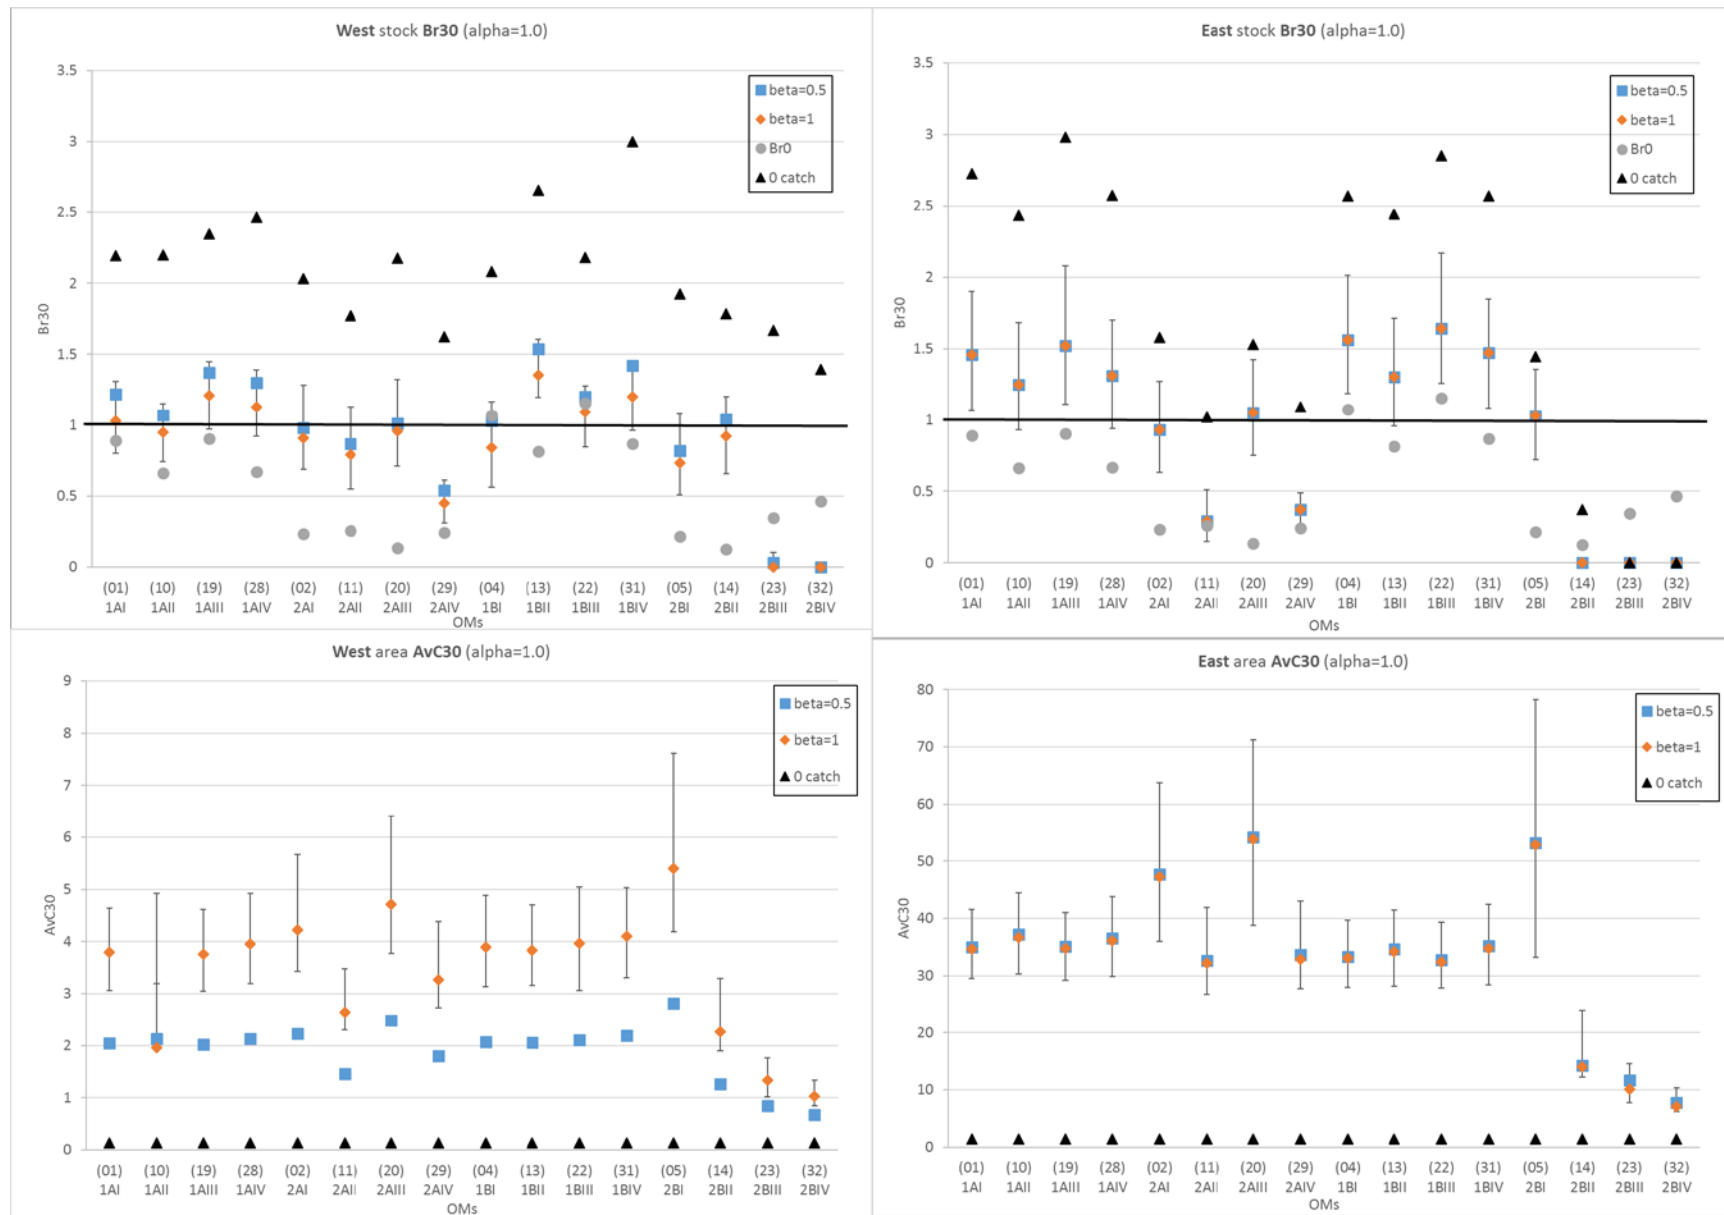 West stock Br30 (alpha=1.0)
3.5
3
2.5
2
1.5
1
0.5
0
Br30
beta=0.5
beta=1
Br0
0 catch
(01) (10) (19) (28) (02) (11) (20) (29) (04) (13) (22) (31) (05) (14) (23) (32)
1AI 1AII 1AIII 1AIV 2AI 2AII 2AIII 2AIV 1BI 1BII 1BIII 1BIV 2BI 2BII 2BIII 2BIV
OMs
East stock Br30 (alpha=1.0)
3.5
3
2.5
2
1.5
1
0.5
0
Br30
beta=0.5
beta=1
Br0
0 catch
(01) (10) (19) (28) (02) (11) (20) (29) (04) (13) (22) (31) (05) (14) (23) (32)
1AI 1AII 1AIII 1AIV 2AI 2AII 2AIII 2AIV 1BI 1BII 1BIII 1BIV 2BI 2BII 2BIII 2BIV
OMs
West area AvC30 (alpha=1.0)
9
8
7
6
5
4
3
2
1
0
AvC30
beta=0.5
beta=1
0 catch
(01) (10) (19) (28) (02) (11) (20) (29) (04) (13) (22) (31) (05) (14) (23) (32)
1AI 1AII 1AIII 1AIV 2AI 2AII 2AIII 2AIV 1BI 1BII 1BIII 1BIV 2BI 2BII 2BIII 2BIV
OMs
East area AvC30 (alpha=1.0)
80
70
60
50
40
30
20
10
0
AvC30
beta=0.5
beta=1
0 catch
(01) (10) (19) (28) (02) (11) (20) (29) (04) (13) (22) (31) (05) (14) (23) (32)
1AI 1AII 1AIII 1AIV 2AI 2AII 2AIII 2AIV 1BI 1BII 1BIII 1BIV 2BI 2BII 2BIII 2BIV
OMs